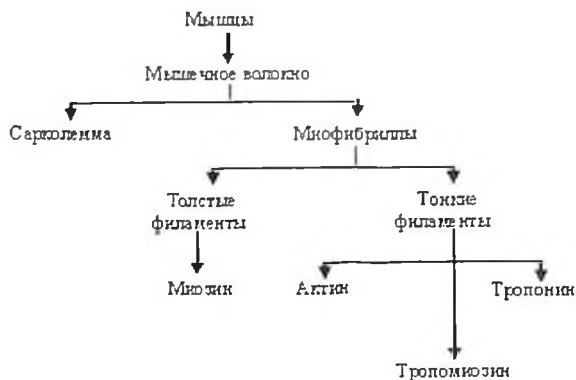 Мышцы
Мышечное волокно
Сарколемма
Миофибриллы
Толстые
филаменты
Тонкие
филаменты
Миозин
Актин
Тропонин
Тропомиозин